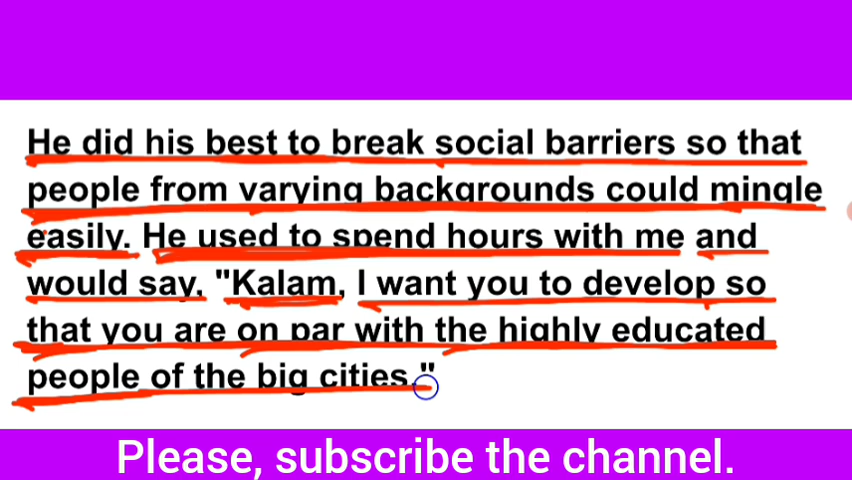 He did his best to break social barriers so that
people from varying backgrounds could mingle
easily. He used to spend hours with me and
would say, "Kalam, I want you to develop so
that you are on par with the highly educated
people of the big cities."
Please, subscribe the channel.